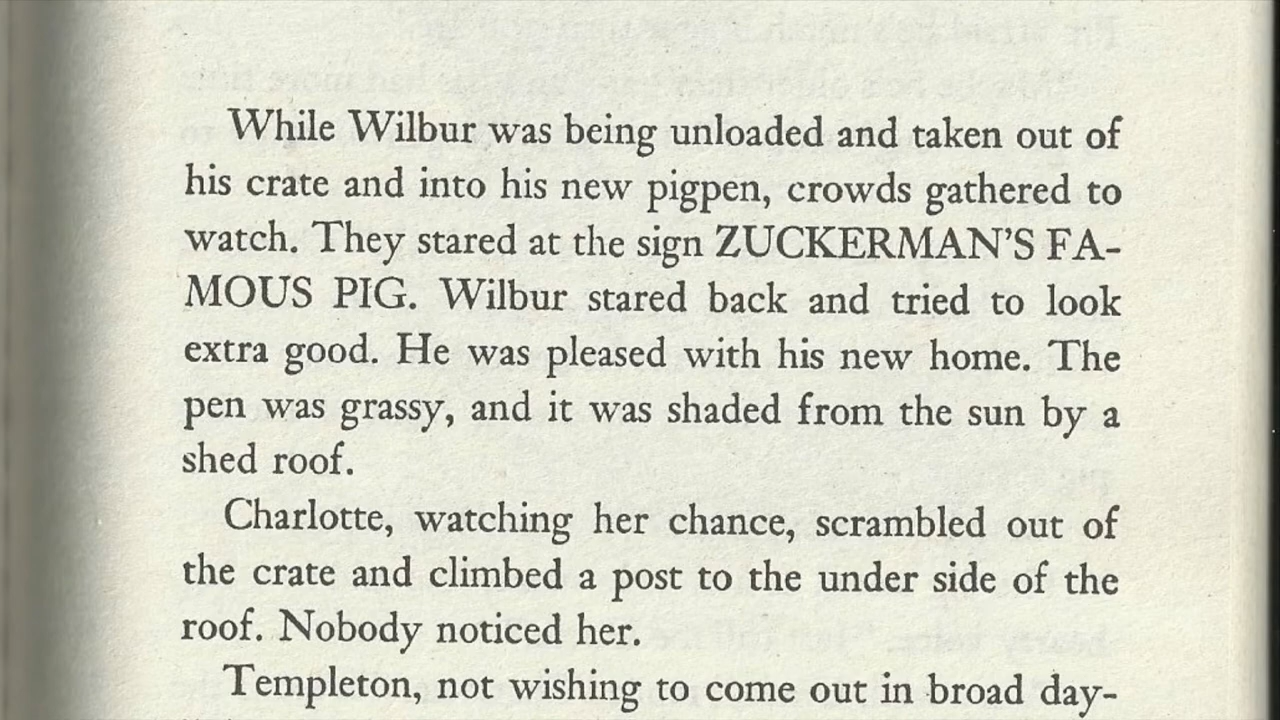 While Wilbur was being unloaded and taken out of
his crate and into his new pigpen, crowds gathered to
watch. They stared at the sign ZUCKERMAN'S FA-
MOUS PIG. Wilbur stared back and tried to look
extra good. He was pleased with his new home. The
pen was grassy, and it was shaded from the sun by a
shed roof.
Charlotte, watching her chance, scrambled out of
the crate and climbed a post to the under side of the
roof. Nobody noticed her.
Templeton, not wishing to come out in broad day-